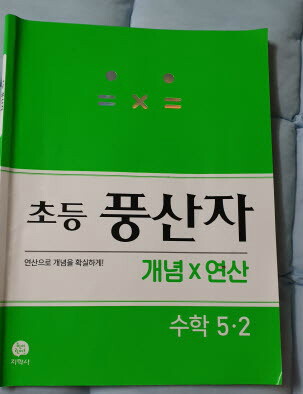 = × =
초등 풍산자
연산으로 개념을 확실하게!
개념 x 연산
수학 5·2
지학사